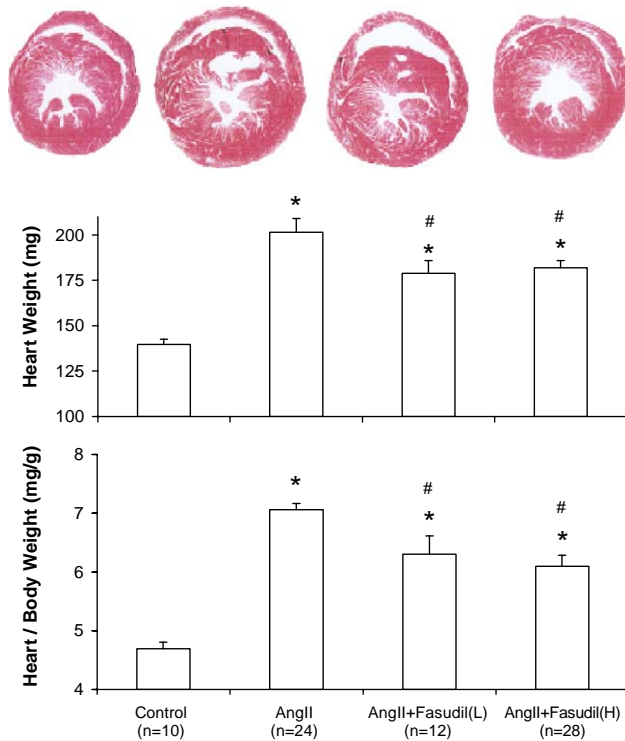 Heart Weight (mg)
200
175
150
125
100
*
#
*
#
*
Heart / Body Weight (mg/g)
8
7
6
5
4
*
#
*
#
*
Control
(n=10)
AngII
(n=24)
AngII+Fasudil(L)
(n=12)
AngII+Fasudil(H)
(n=28)